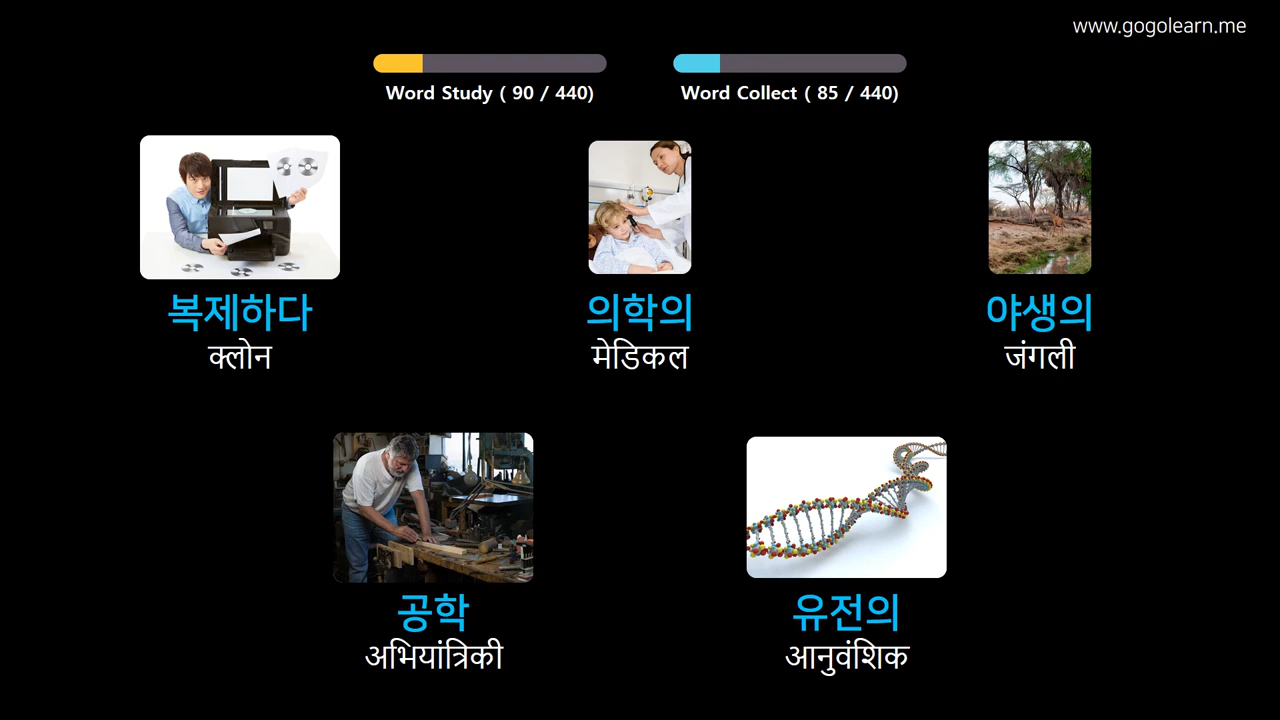 www.gogolearn.me
Word Study ( 90 / 440)
Word Collect ( 85 / 440)
복제하다
क्लोन
의학의
मेडिकल
야생의
जंगली
공학
अभियांत्रिकी
유전의
आनुवंशिक